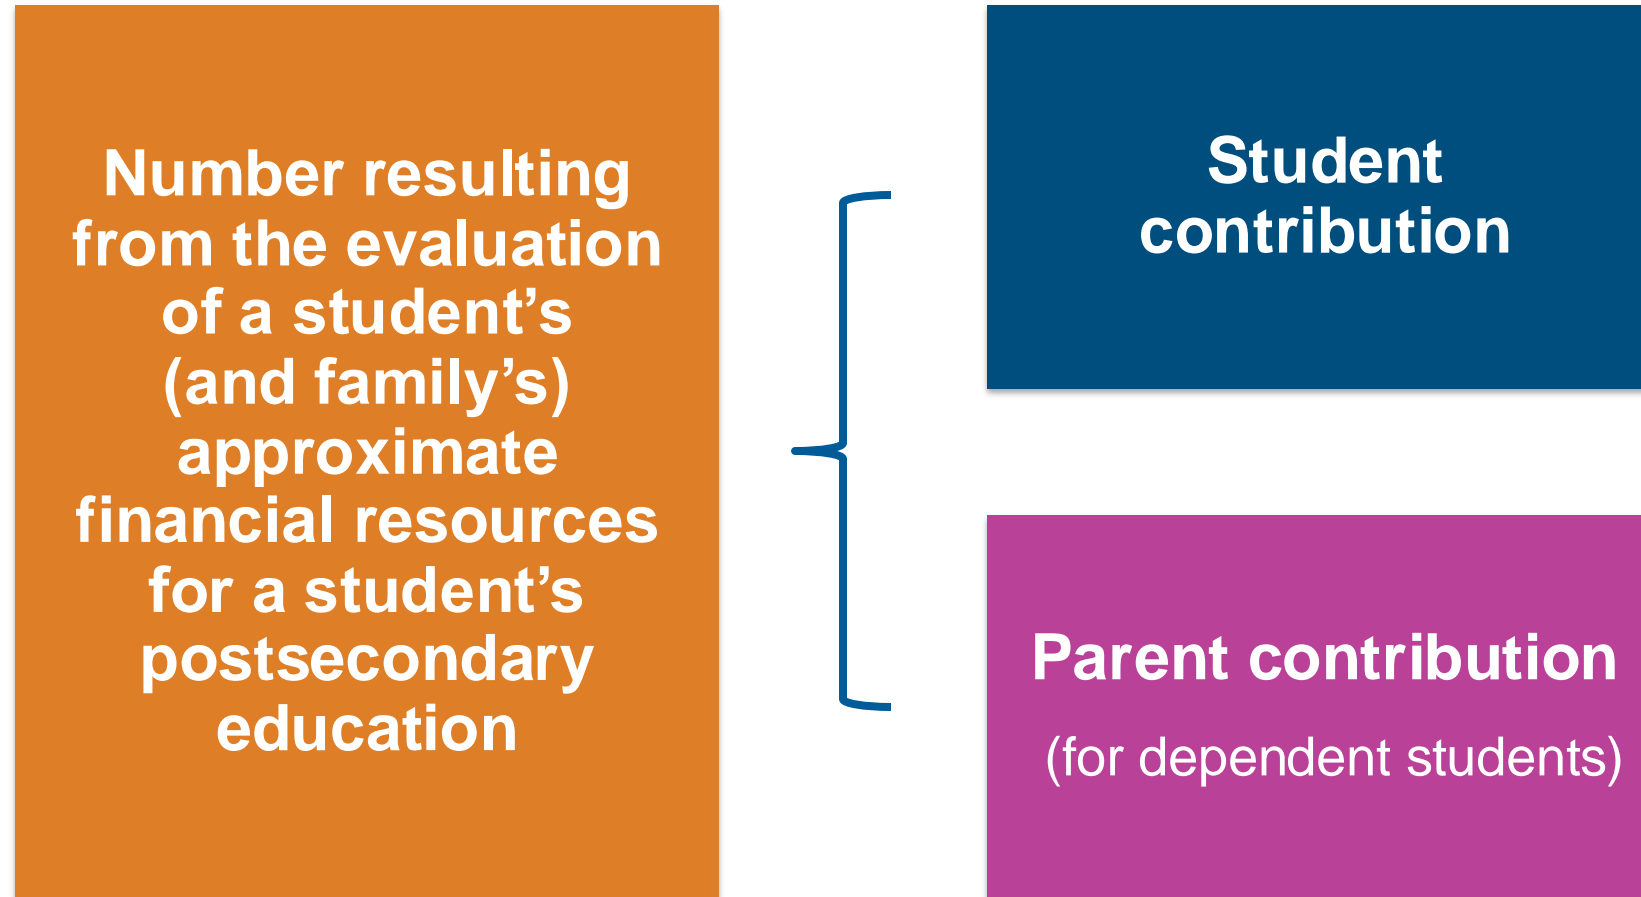 Number resulting
from the evaluation
of a student’s
(and family’s)
approximate
financial resources
for a student’s
postsecondary
education
Student
contribution
Parent contribution
(for dependent students)